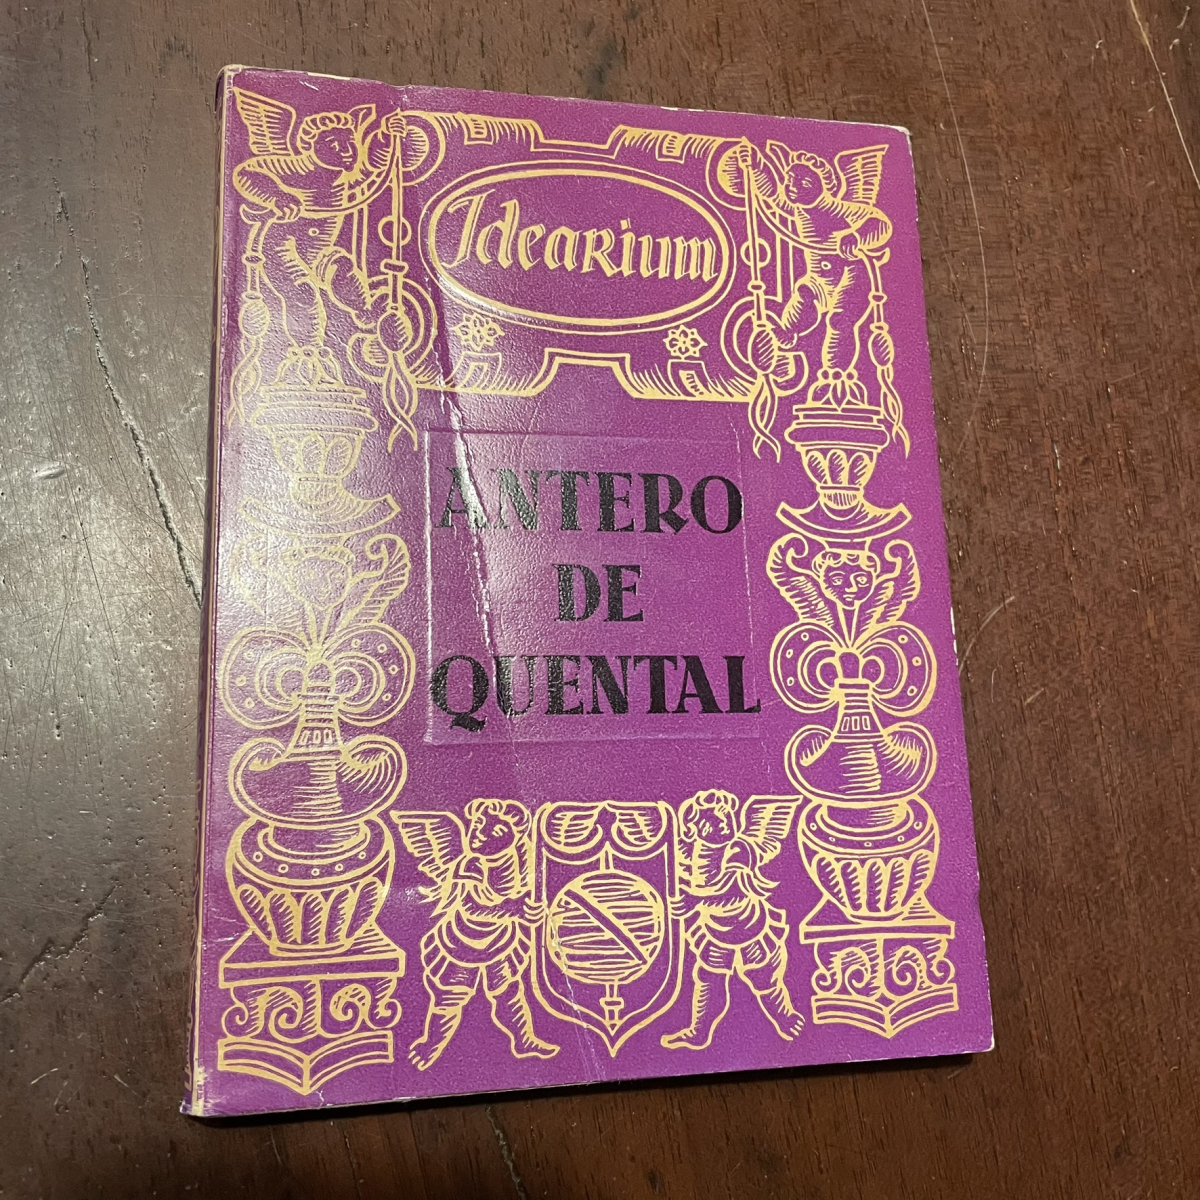 Idearium
ANTERO
DE
QUENTAL